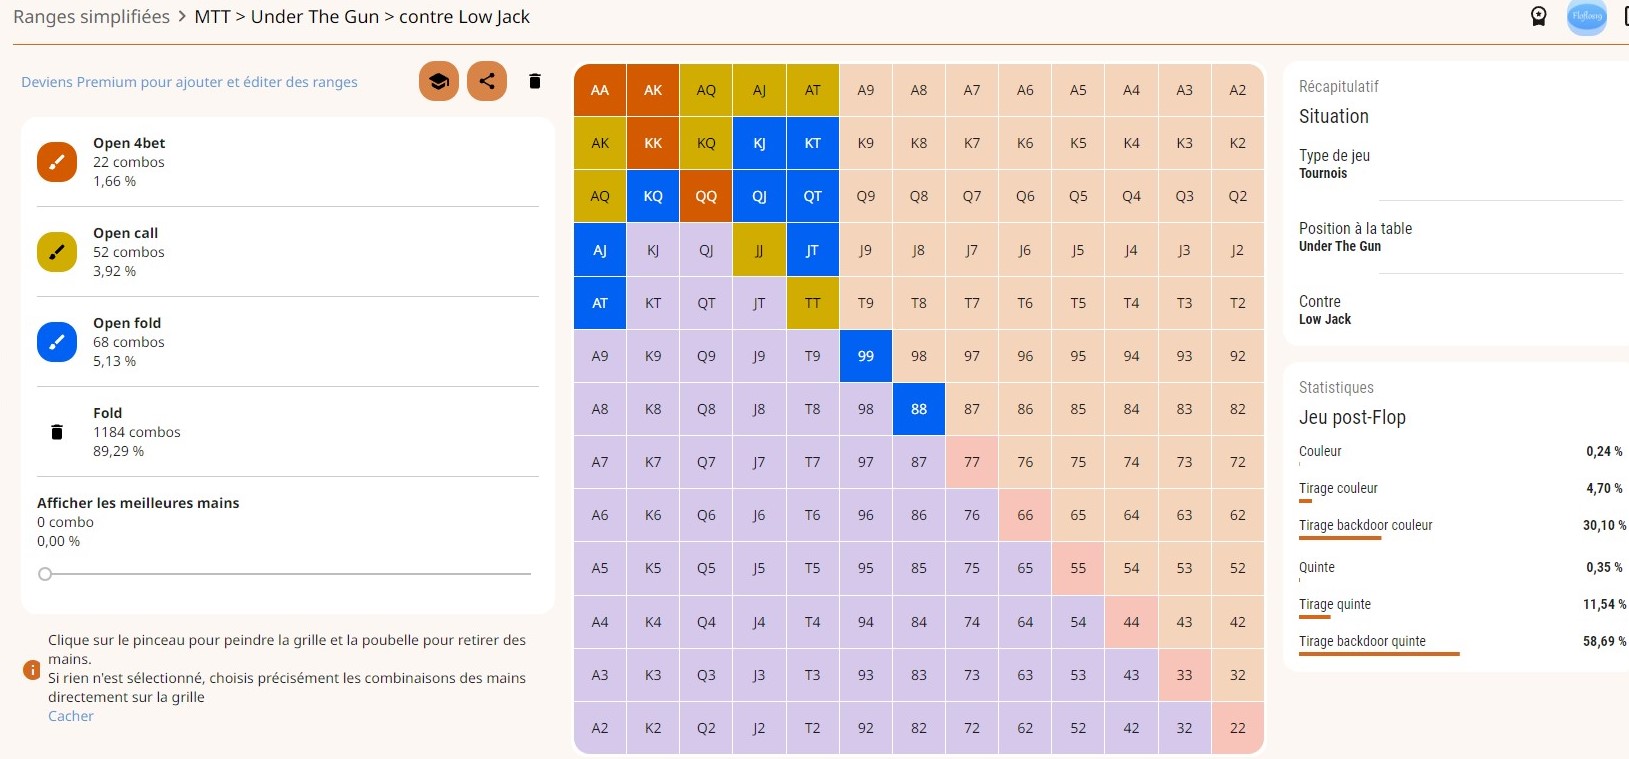 Ranges simplifiées > MTT > Under The Gun > contre Low Jack
Floflong
Deviens Premium pour ajouter et éditer des ranges
Open 4bet
22 combos
1,66 %
Open call
52 combos
3,92 %
Open fold
68 combos
5,13 %
Fold
1184 combos
89,29 %
Afficher les meilleures mains
0 combo
0,00 %
Clique sur le pinceau pour peindre la grille et la poubelle pour retirer des
mains.
Si rien n'est sélectionné, choisis précisément les combinaisons des mains
directement sur la grille
Cacher
AA AK AQ AJ AT A9 A8 A7 A6 A5 A4 A3 A2
AK KK KQ KJ KT K9 K8 K7 K6 K5 K4 K3 K2
AQ KQ QQ QJ QT Q9 Q8 Q7 Q6 Q5 Q4 Q3 Q2
AJ KJ QJ JJ JT J9 J8 J7 J6 J5 J4 J3 J2
AT KT QT JT TT T9 T8 T7 T6 T5 T4 T3 T2
A9 K9 Q9 J9 T9 99 98 97 96 95 94 93 92
A8 K8 Q8 J8 T8 98 88 87 86 85 84 83 82
A7 K7 Q7 J7 T7 97 87 77 76 75 74 73 72
A6 K6 Q6 J6 T6 96 86 76 66 65 64 63 62
A5 K5 Q5 J5 T5 95 85 75 65 55 54 53 52
A4 K4 Q4 J4 T4 94 84 74 64 54 44 43 42
A3 K3 Q3 J3 T3 93 83 73 63 53 43 33 32
A2 K2 Q2 J2 T2 92 82 72 62 52 42 32 22
Récapitulatif
Situation
Type de jeu
Tournois
Position à la table
Under The Gun
Contre
Low Jack
Statistiques
Jeu post-Flop
Couleur 0,24 %
Tirage couleur 4,70 %
Tirage backdoor couleur 30,10 %
Quinte 0,35 %
Tirage quinte 11,54 %
Tirage backdoor quinte 58,69 %